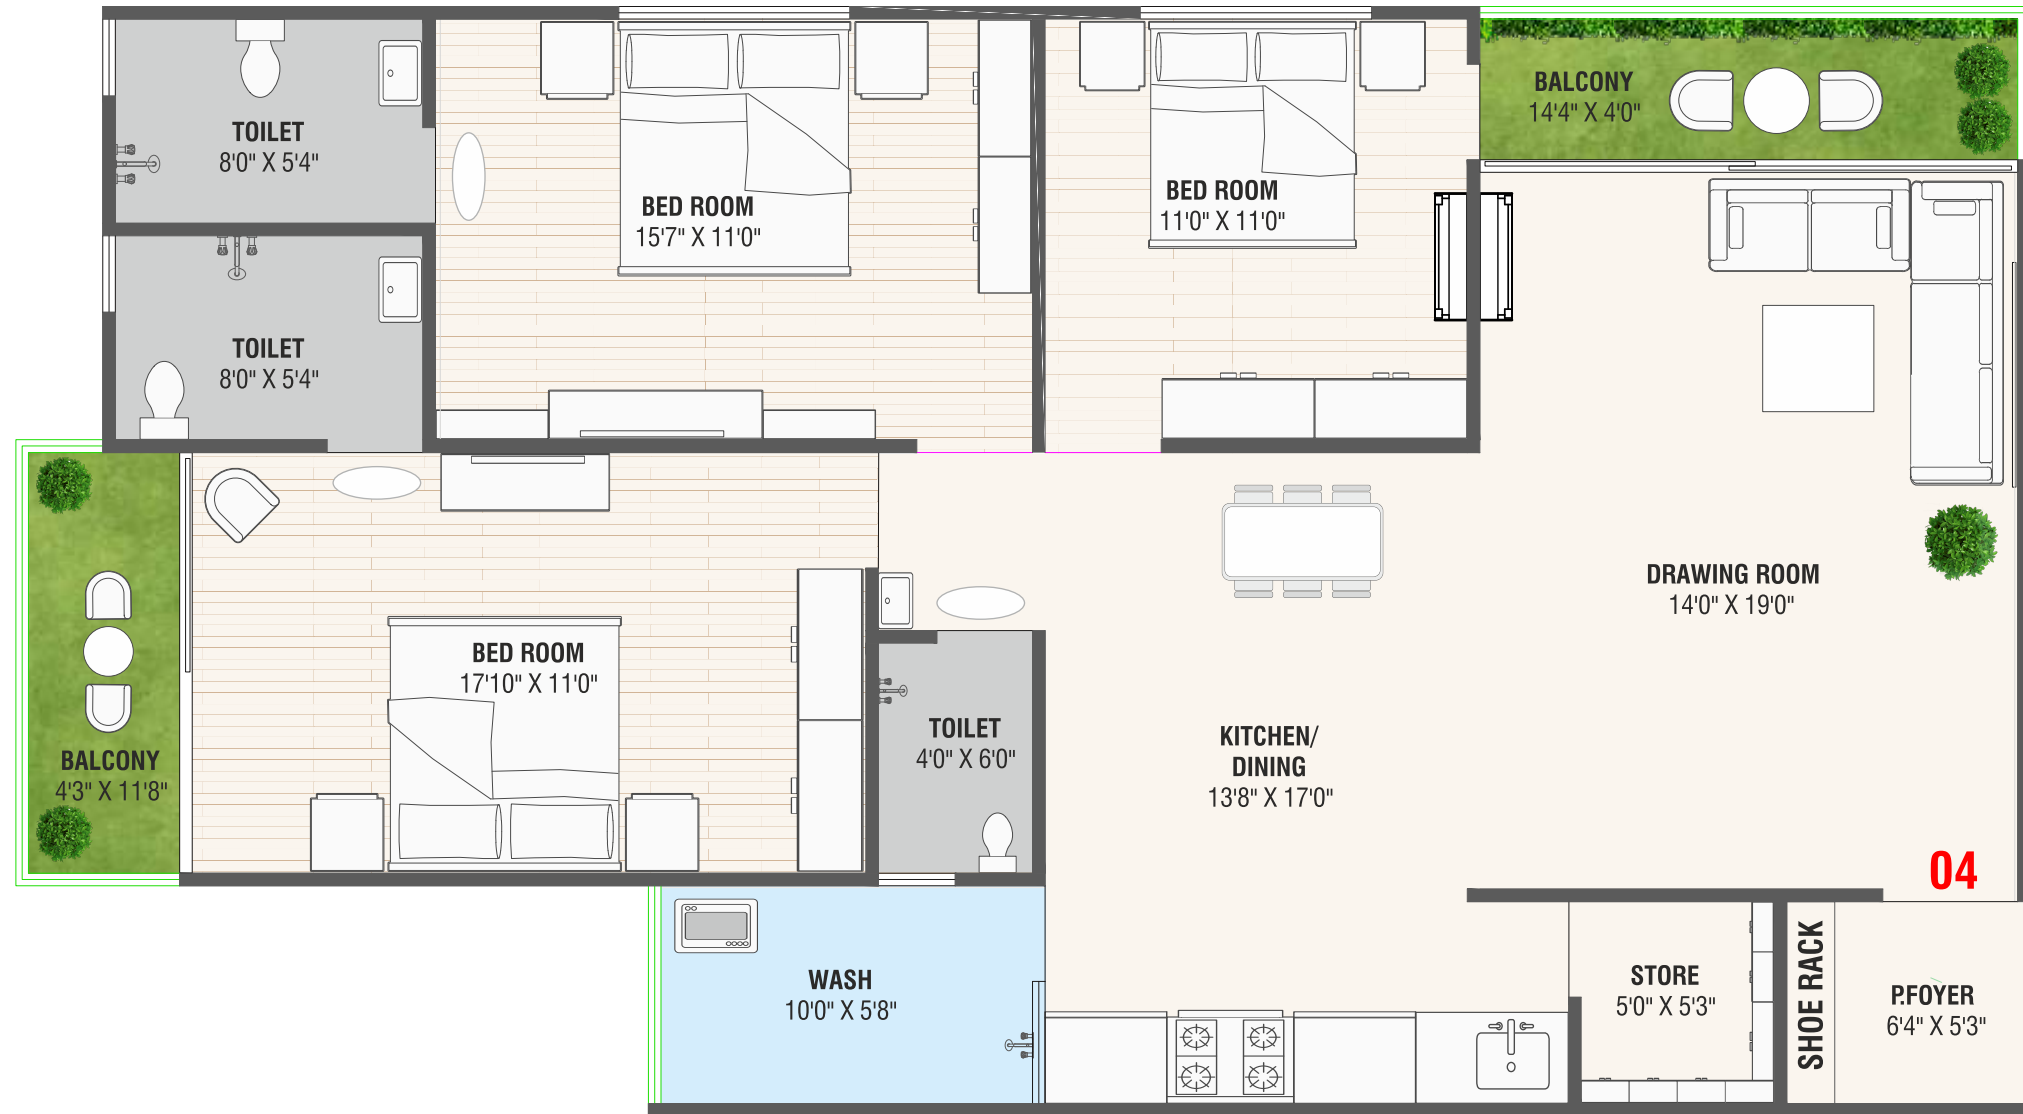 TOILET
8'0" X 5'4"
BED ROOM
15'7" X 11'0"
BED ROOM
11'0" X 11'0"
BALCONY
14'4" X 4'0"
TOILET
8'0" X 5'4"
DRAWING ROOM
14'0" X 19'0"
BED ROOM
17'10" X 11'0"
BALCONY
4'3" X 11'8"
TOILET
4'0" X 6'0"
KITCHEN/
DINING
13'8" X 17'0"
04
WASH
10'0" X 5'8"
STORE
5'0" X 5'3"
SHOE RACK
P.FOYER
6'4" X 5'3"